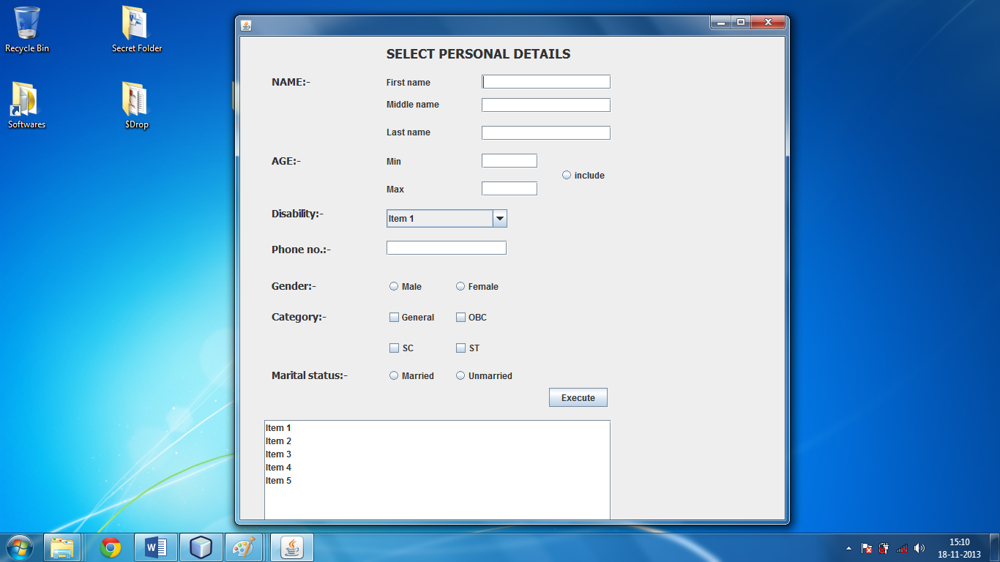 Recycle Bin
Secret Folder
Softwares
$Drop
SELECT PERSONAL DETAILS
NAME:-
First name
Middle name
Last name
AGE:-
Min
include
Max
Disability:-
Item 1
Phone no.:-
Gender:-
Male
Female
Category:-
General
OBC
SC
ST
Marital status:-
Married
Unmarried
Execute
Item 1
Item 2
Item 3
Item 4
Item 5
15:10
18-11-2013